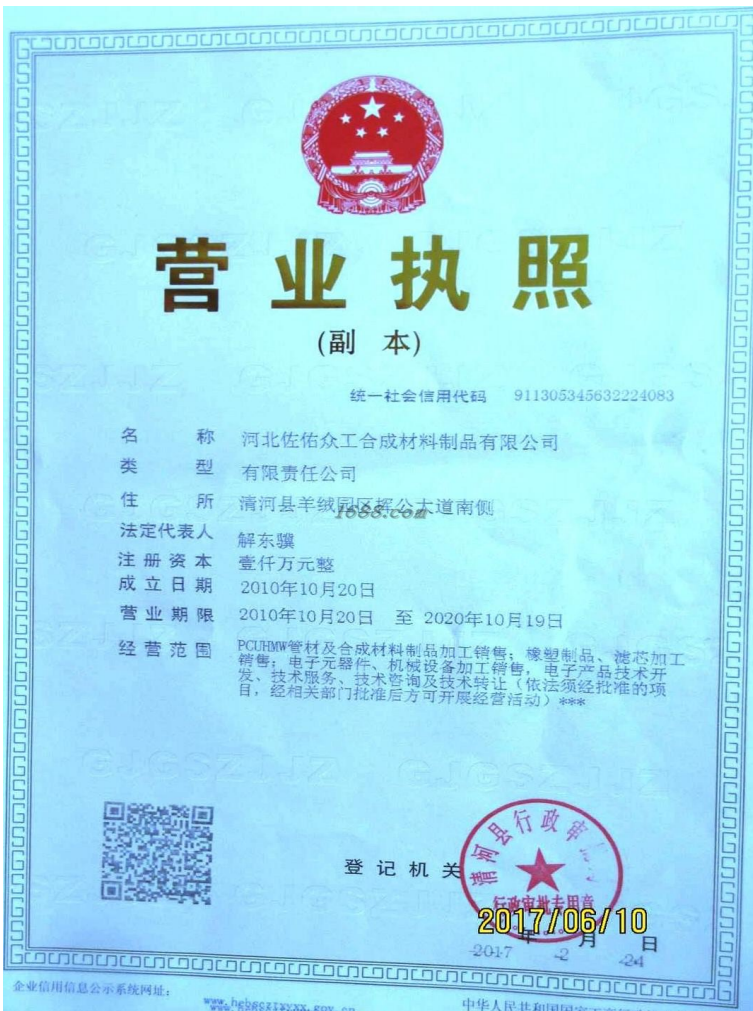 营业执照
(副 本)
统一社会信用代码 911305345632224083
名 称 河北佐佑众工合成材料制品有限公司
类 型 有限责任公司
住 所 清河县羊绒园区挥公大道南侧
1688.com
法定代表人 解东骥
注册资本 壹仟万元整
成立日期 2010年10月20日
营业期限 2010年10月20日 至 2020年10月19日
经营范围 PCUHMW管材及合成材料制品加工销售；橡塑制品、滤芯加工
销售；电子元器件、机械设备加工销售，电子产品技术开
发、技术服务、技术咨询及技术转让（依法须经批准的项
目，经相关部门批准后方可开展经营活动）***
登记机关
清河县行政审
行政审批专用章
2017/06/10
年 月 日
2017 2 24
企业信用信息公示系统网址：